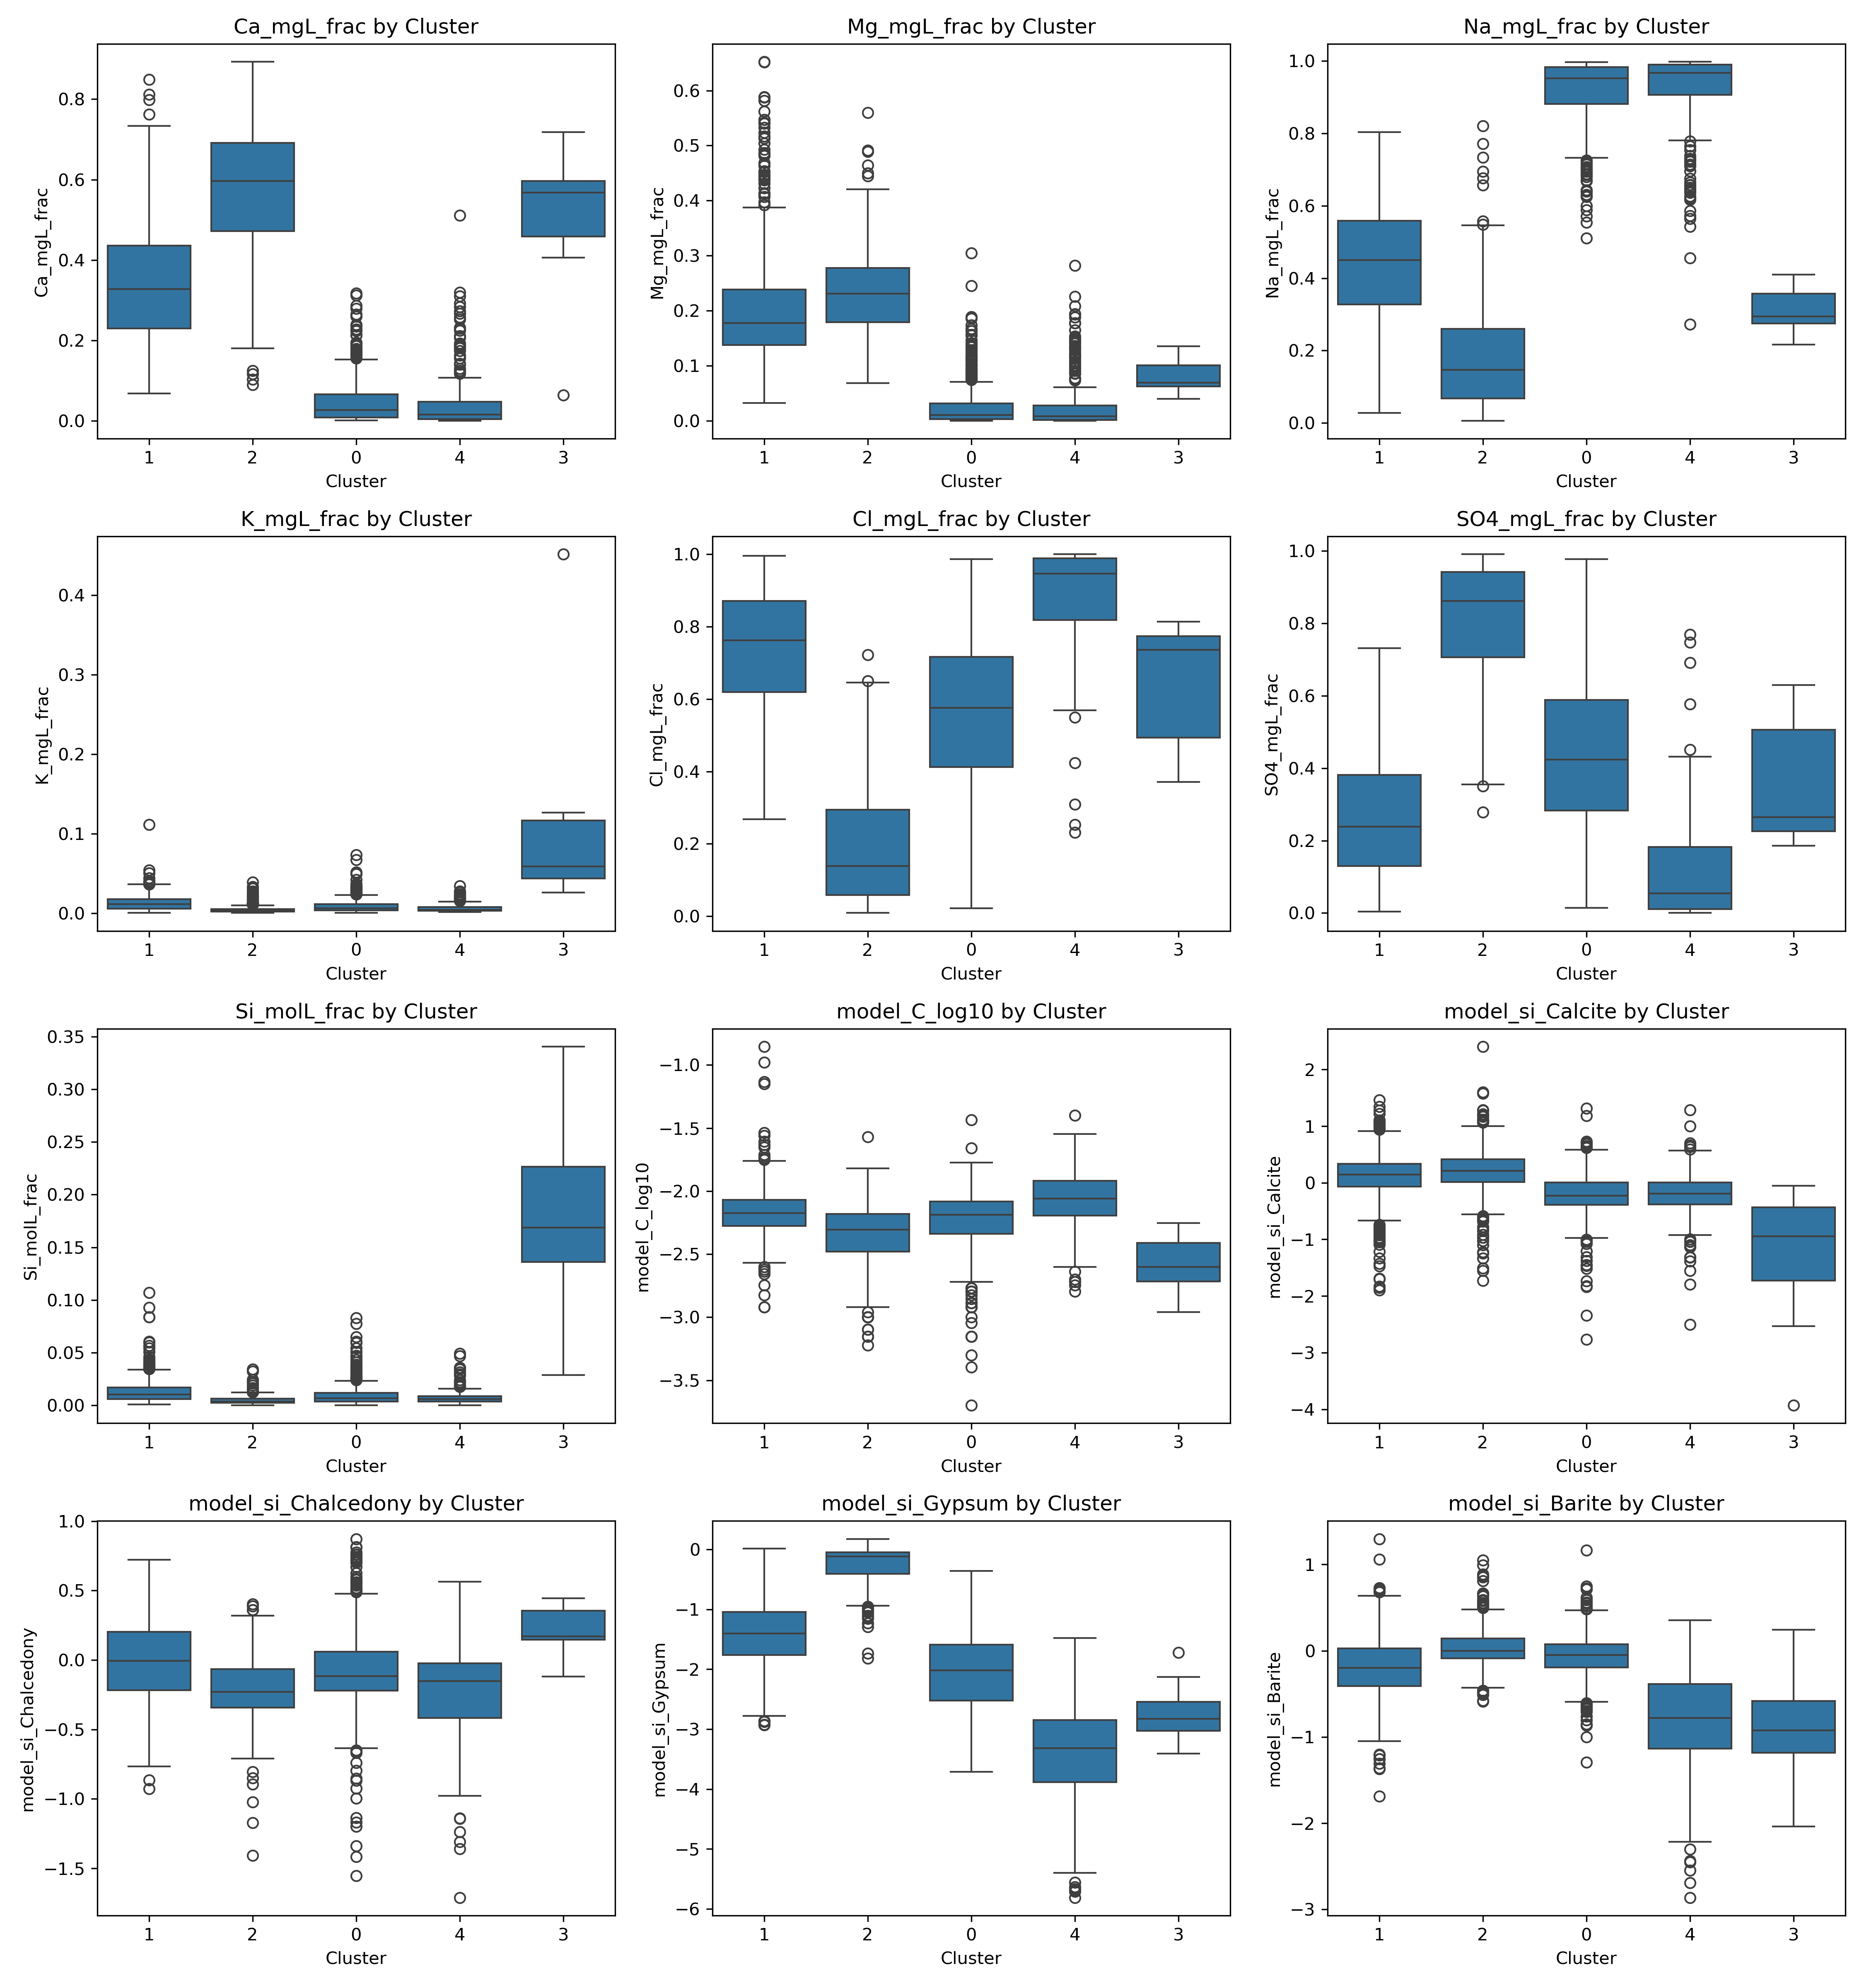 Ca_mgL_frac by Cluster
Ca_mgL_frac
0.8
0.6
0.4
0.2
0.0
1 2 0 4 3
Cluster
Mg_mgL_frac by Cluster
Mg_mgL_frac
0.6
0.5
0.4
0.3
0.2
0.1
0.0
1 2 0 4 3
Cluster
Na_mgL_frac by Cluster
Na_mgL_frac
1.0
0.8
0.6
0.4
0.2
0.0
1 2 0 4 3
Cluster
K_mgL_frac by Cluster
K_mgL_frac
0.4
0.3
0.2
0.1
0.0
1 2 0 4 3
Cluster
Cl_mgL_frac by Cluster
Cl_mgL_frac
1.0
0.8
0.6
0.4
0.2
0.0
1 2 0 4 3
Cluster
SO4_mgL_frac by Cluster
SO4_mgL_frac
1.0
0.8
0.6
0.4
0.2
0.0
1 2 0 4 3
Cluster
Si_molL_frac by Cluster
Si_molL_frac
0.35
0.30
0.25
0.20
0.15
0.10
0.05
0.00
1 2 0 4 3
Cluster
model_C_log10 by Cluster
model_C_log10
−1.0
−1.5
−2.0
−2.5
−3.0
−3.5
1 2 0 4 3
Cluster
model_si_Calcite by Cluster
model_si_Calcite
2
1
0
−1
−2
−3
−4
1 2 0 4 3
Cluster
model_si_Chalcedony by Cluster
model_si_Chalcedony
1.0
0.5
0.0
−0.5
−1.0
−1.5
1 2 0 4 3
Cluster
model_si_Gypsum by Cluster
model_si_Gypsum
0
−1
−2
−3
−4
−5
−6
1 2 0 4 3
Cluster
model_si_Barite by Cluster
model_si_Barite
1
0
−1
−2
−3
1 2 0 4 3
Cluster